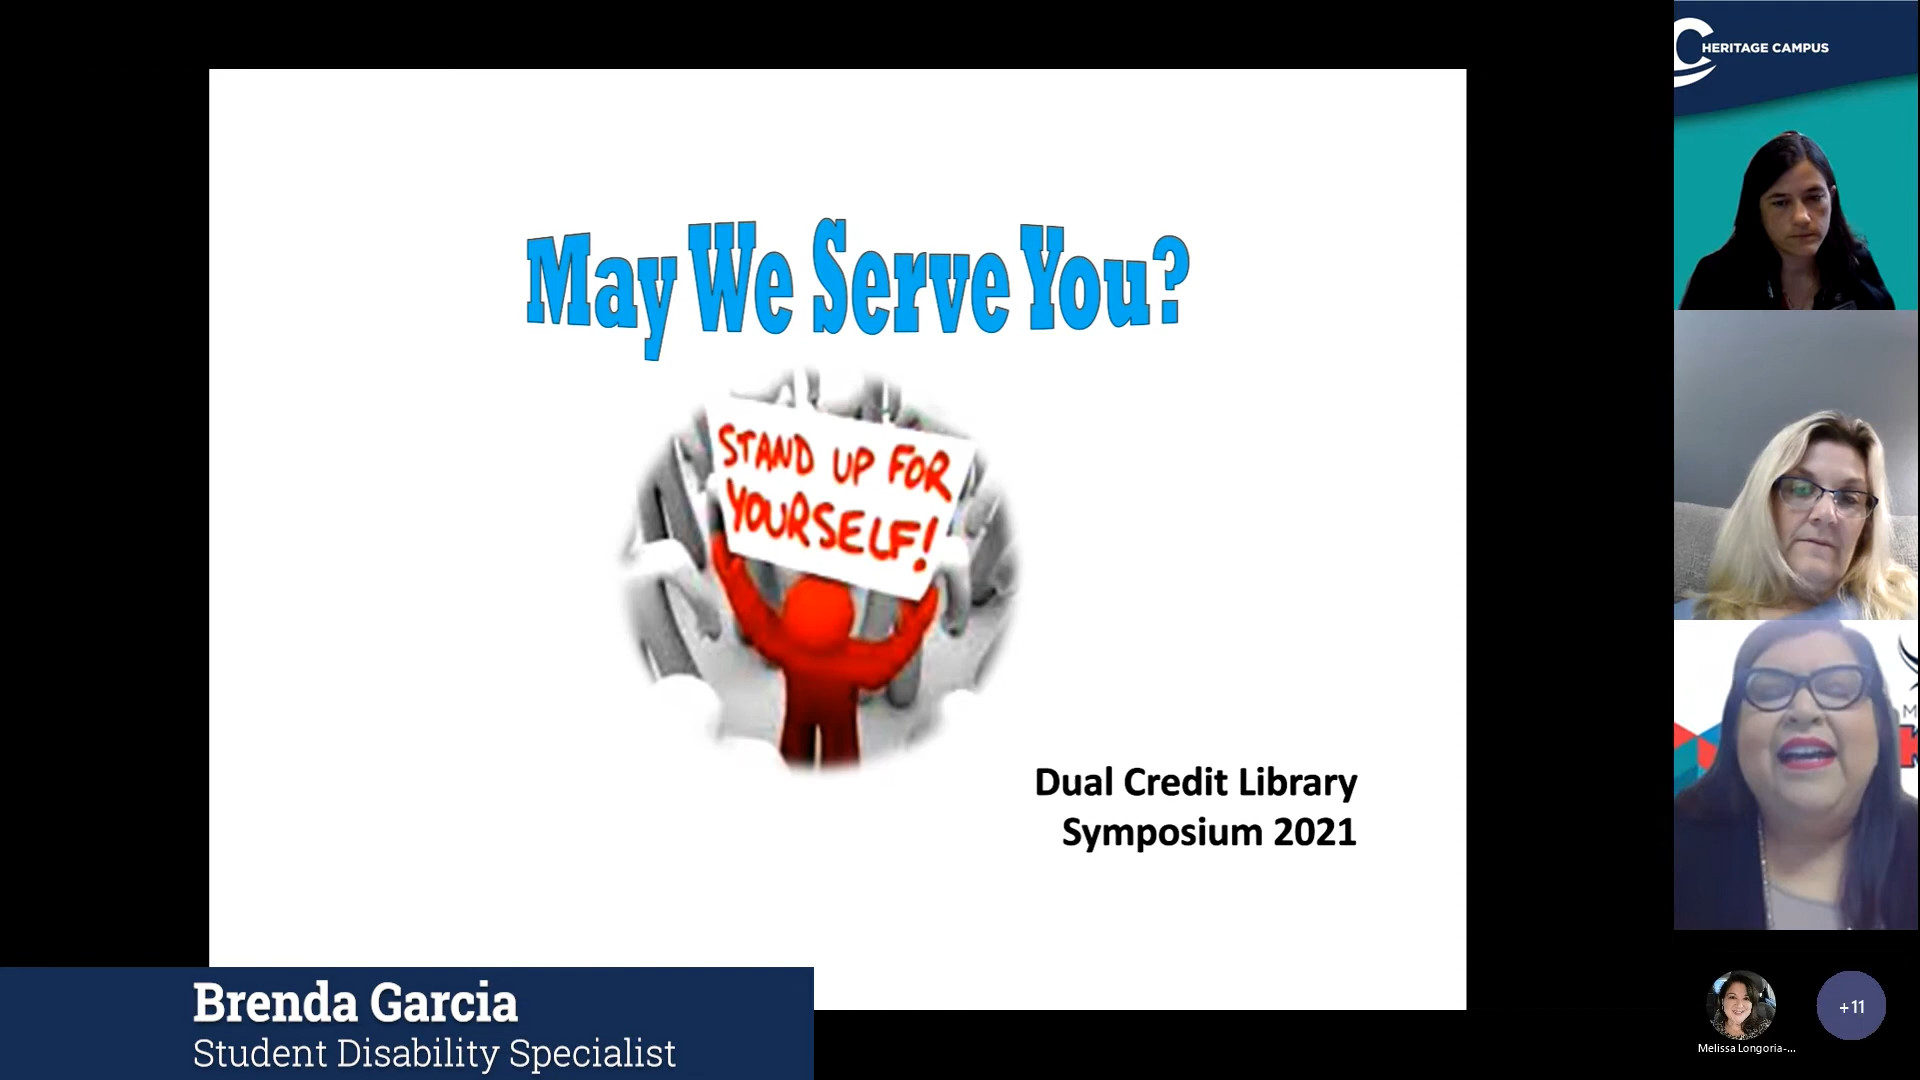 HERITAGE CAMPUS
May We Serve You?
STAND UP FOR
YOURSELF!
Dual Credit Library
Symposium 2021
Brenda Garcia
Student Disability Specialist
+11
Melissa Longoria-...